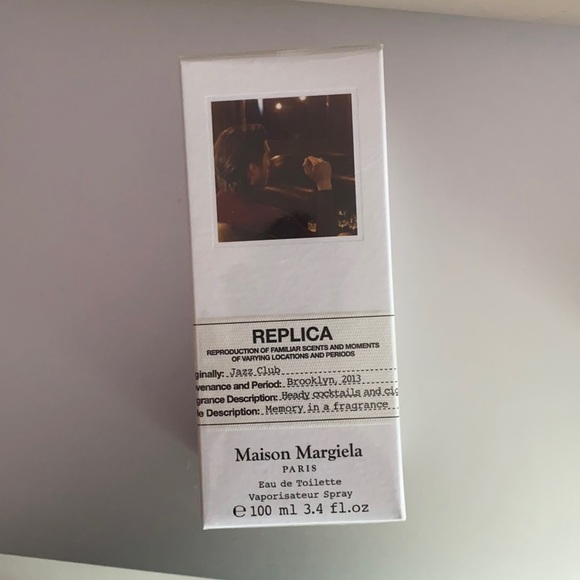 REPLICA
REPRODUCTION OF FAMILIAR SCENTS AND MOMENTS
OF VARYING LOCATIONS AND PERIODS
ginally: Jazz Club
venance and Period: Brooklyn, 2013
grance Description: Heady cocktails and cig
le Description: Memory in a fragrance
Maison Margiela
PARIS
Eau de Toilette
Vaporisateur Spray
℮ 100 ml 3.4 fl.oz